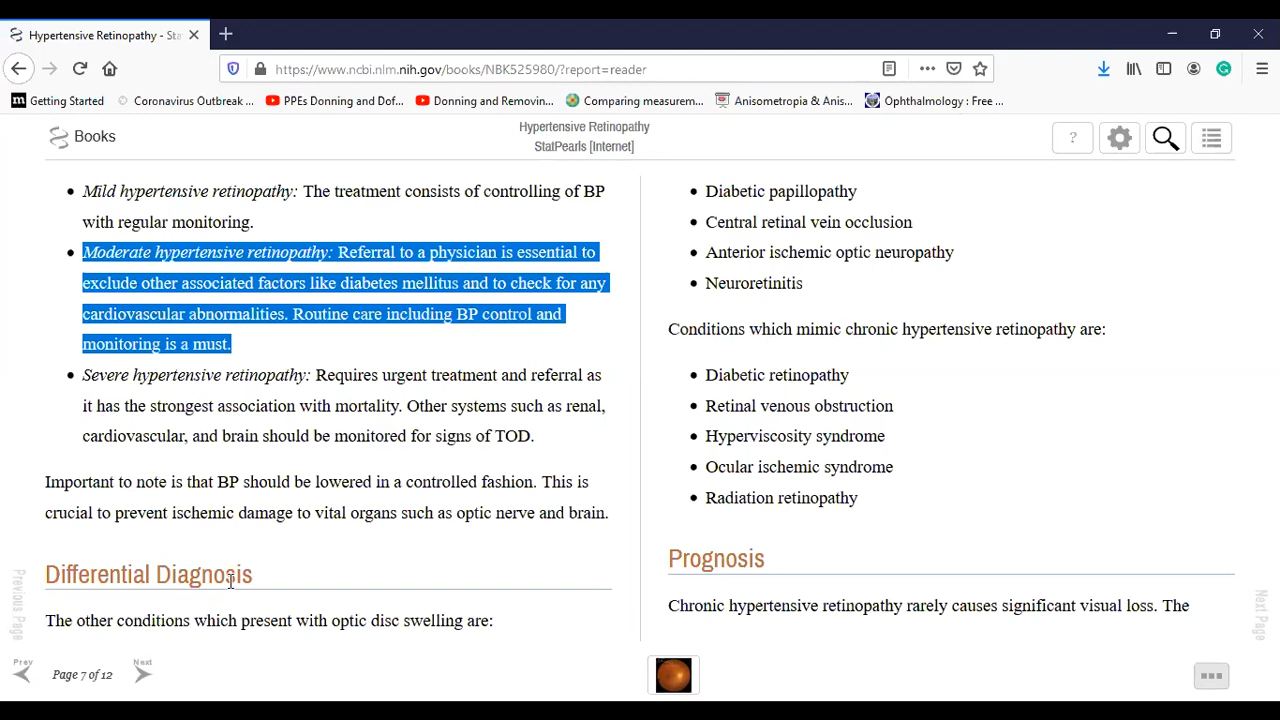 Hypertensive Retinopathy - Sta
https://www.ncbi.nlm.nih.gov/books/NBK525980/?report=reader
Getting Started
Coronavirus Outbreak ...
PPEs Donning and Dof...
Donning and Removin...
Comparing measurem...
Anisometropia & Anis...
Ophthalmology : Free ...
Books
Hypertensive Retinopathy
StatPearls [Internet]
?
• Mild hypertensive retinopathy: The treatment consists of controlling of BP
with regular monitoring.
• Moderate hypertensive retinopathy: Referral to a physician is essential to
exclude other associated factors like diabetes mellitus and to check for any
cardiovascular abnormalities. Routine care including BP control and
monitoring is a must.
• Severe hypertensive retinopathy: Requires urgent treatment and referral as
it has the strongest association with mortality. Other systems such as renal,
cardiovascular, and brain should be monitored for signs of TOD.
Important to note is that BP should be lowered in a controlled fashion. This is
crucial to prevent ischemic damage to vital organs such as optic nerve and brain.
Differential Diagnosis
The other conditions which present with optic disc swelling are:
• Diabetic papillopathy
• Central retinal vein occlusion
• Anterior ischemic optic neuropathy
• Neuroretinitis
Conditions which mimic chronic hypertensive retinopathy are:
• Diabetic retinopathy
• Retinal venous obstruction
• Hyperviscosity syndrome
• Ocular ischemic syndrome
• Radiation retinopathy
Prognosis
Chronic hypertensive retinopathy rarely causes significant visual loss. The
Previous Page
Next Page
Prev
Page 7 of 12
Next